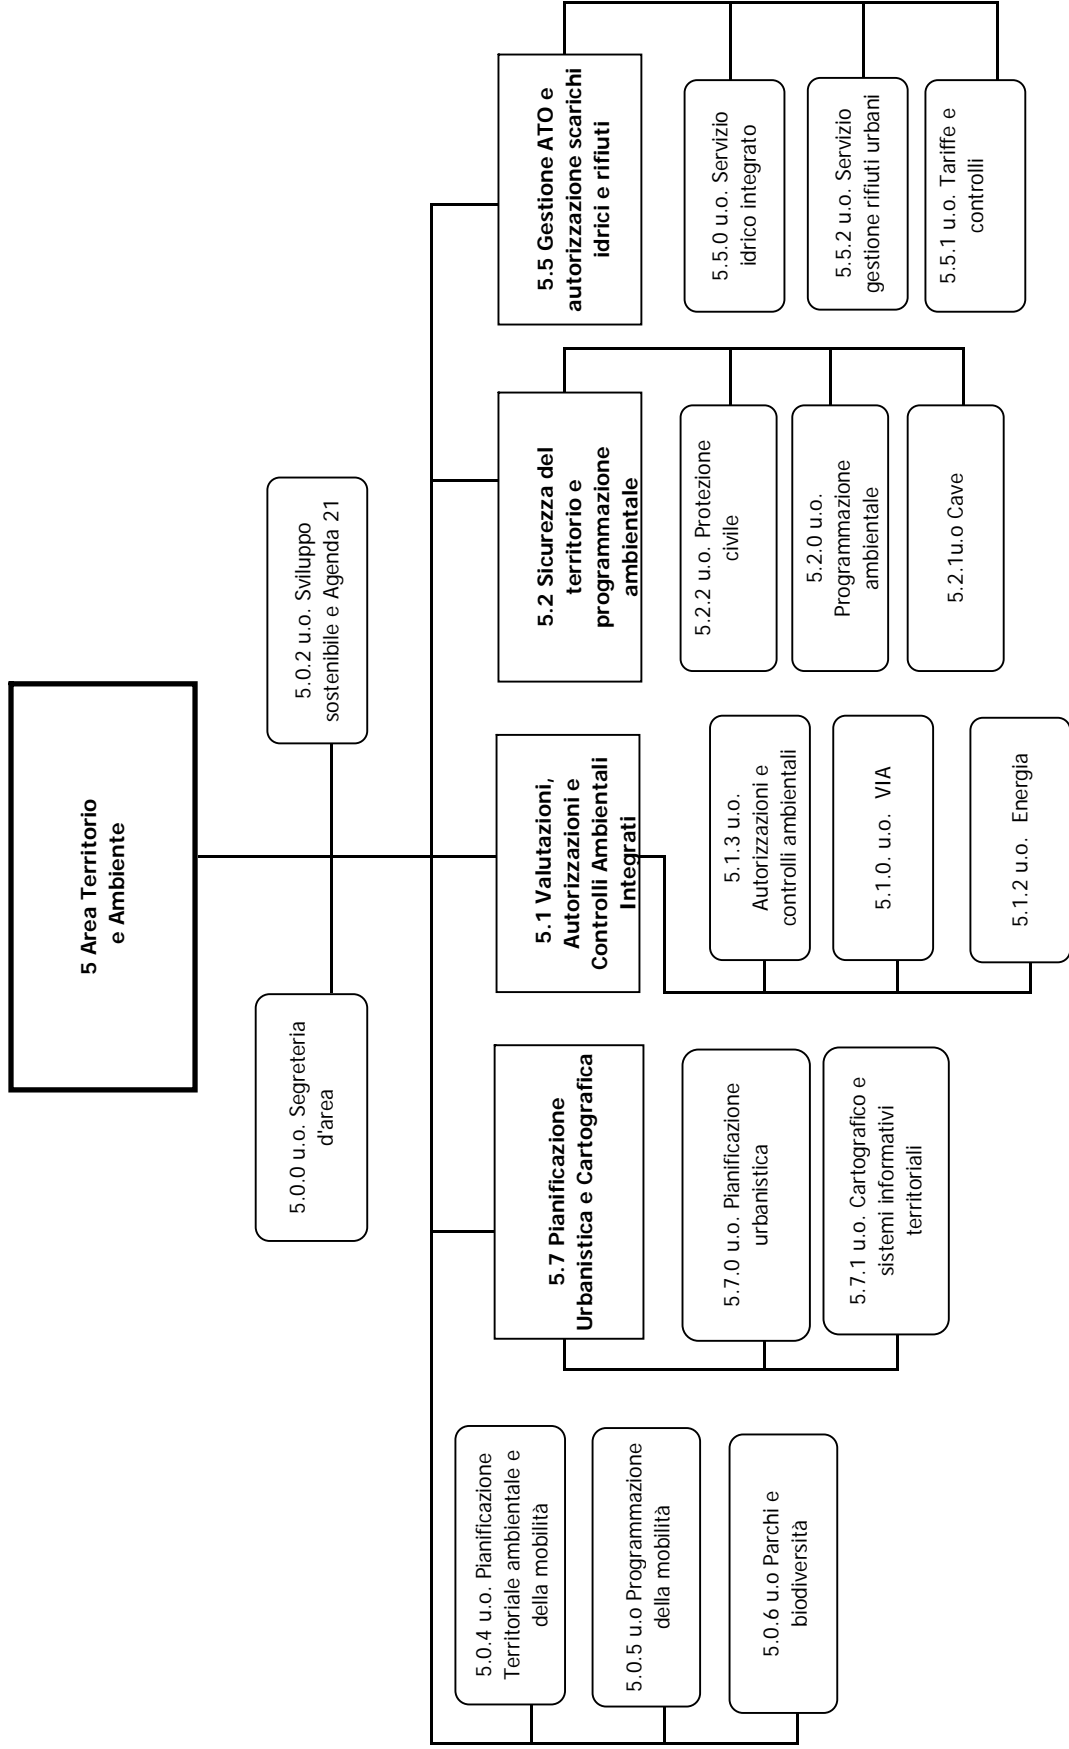 5 Area Territorio
e Ambiente
5.0.0 u.o. Segreteria
d'area
5.0.2 u.o. Sviluppo
sostenibile e Agenda 21
5.0.4 u.o. Pianificazione
Territoriale ambientale e
della mobilità
5.0.5 u.o Programmazione
della mobilità
5.0.6 u.o Parchi e
biodiversità
5.7 Pianificazione
Urbanistica e Cartografica
5.7.0 u.o. Pianificazione
urbanistica
5.7.1 u.o. Cartografico e
sistemi informativi
territoriali
5.1 Valutazioni,
Autorizzazioni e
Controlli Ambientali
Integrati
5.1.3 u.o.
Autorizzazioni e
controlli ambientali
5.1.0. u.o. VIA
5.1.2 u.o. Energia
5.2 Sicurezza del
territorio e
programmazione
ambientale
5.2.2 u.o. Protezione
civile
5.2.0 u.o.
Programmazione
ambientale
5.2.1u.o Cave
5.5 Gestione ATO e
autorizzazione scarichi
idrici e rifiuti
5.5.0 u.o. Servizio
idrico integrato
5.5.2 u.o. Servizio
gestione rifiuti urbani
5.5.1 u.o. Tariffe e
controlli